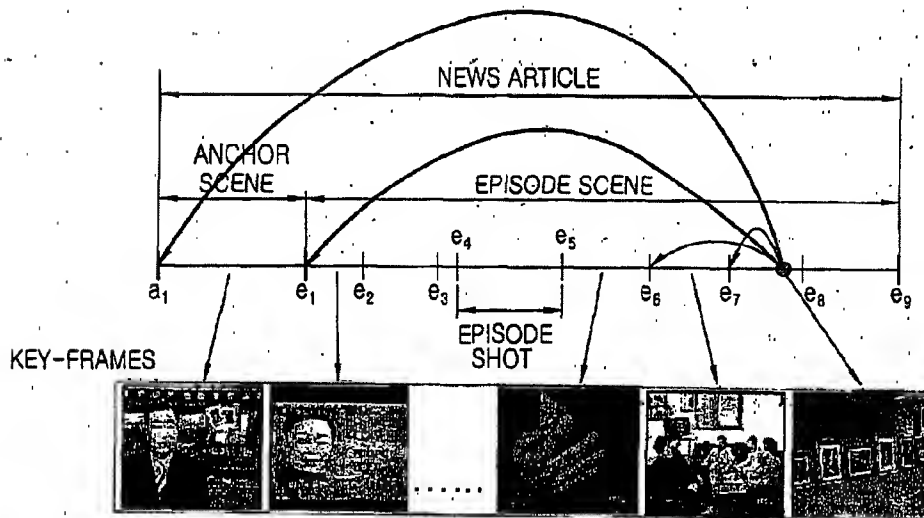 NEWS ARTICLE
ANCHOR
SCENE
EPISODE SCENE
e4 e5
a1 e1 e2 e3 e6 e7 e8 e9
EPISODE
SHOT
KEY-FRAMES